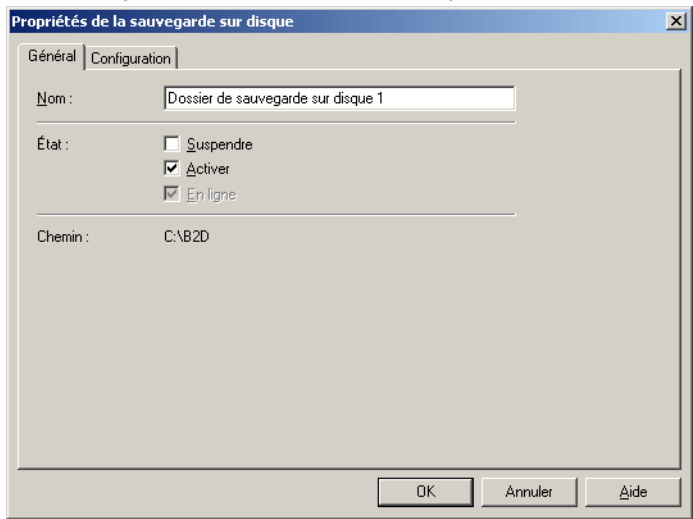 Propriétés de la sauvegarde sur disque
Général Configuration
Nom : Dossier de sauvegarde sur disque 1
État : Suspendre
Activer
En ligne
Chemin : C:\B2D
OK Annuler Aide